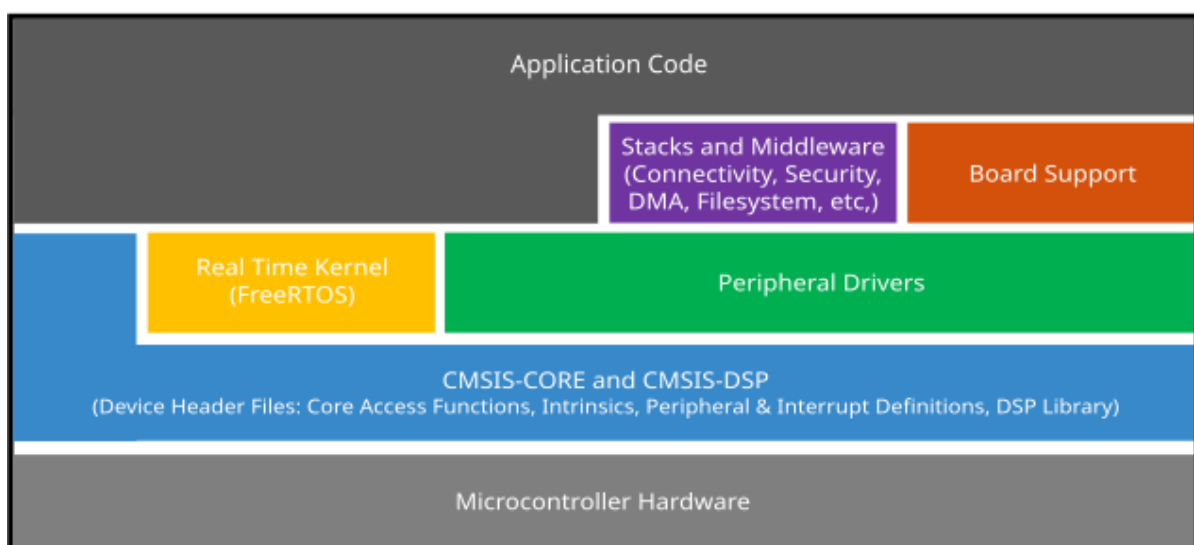 Application Code
Stacks and Middleware
(Connectivity, Security,
DMA, Filesystem, etc,)
Board Support
Real Time Kernel
(FreeRTOS)
Peripheral Drivers
CMSIS-CORE and CMSIS-DSP
(Device Header Files: Core Access Functions, Intrinsics, Peripheral & Interrupt Definitions, DSP Library)
Microcontroller Hardware